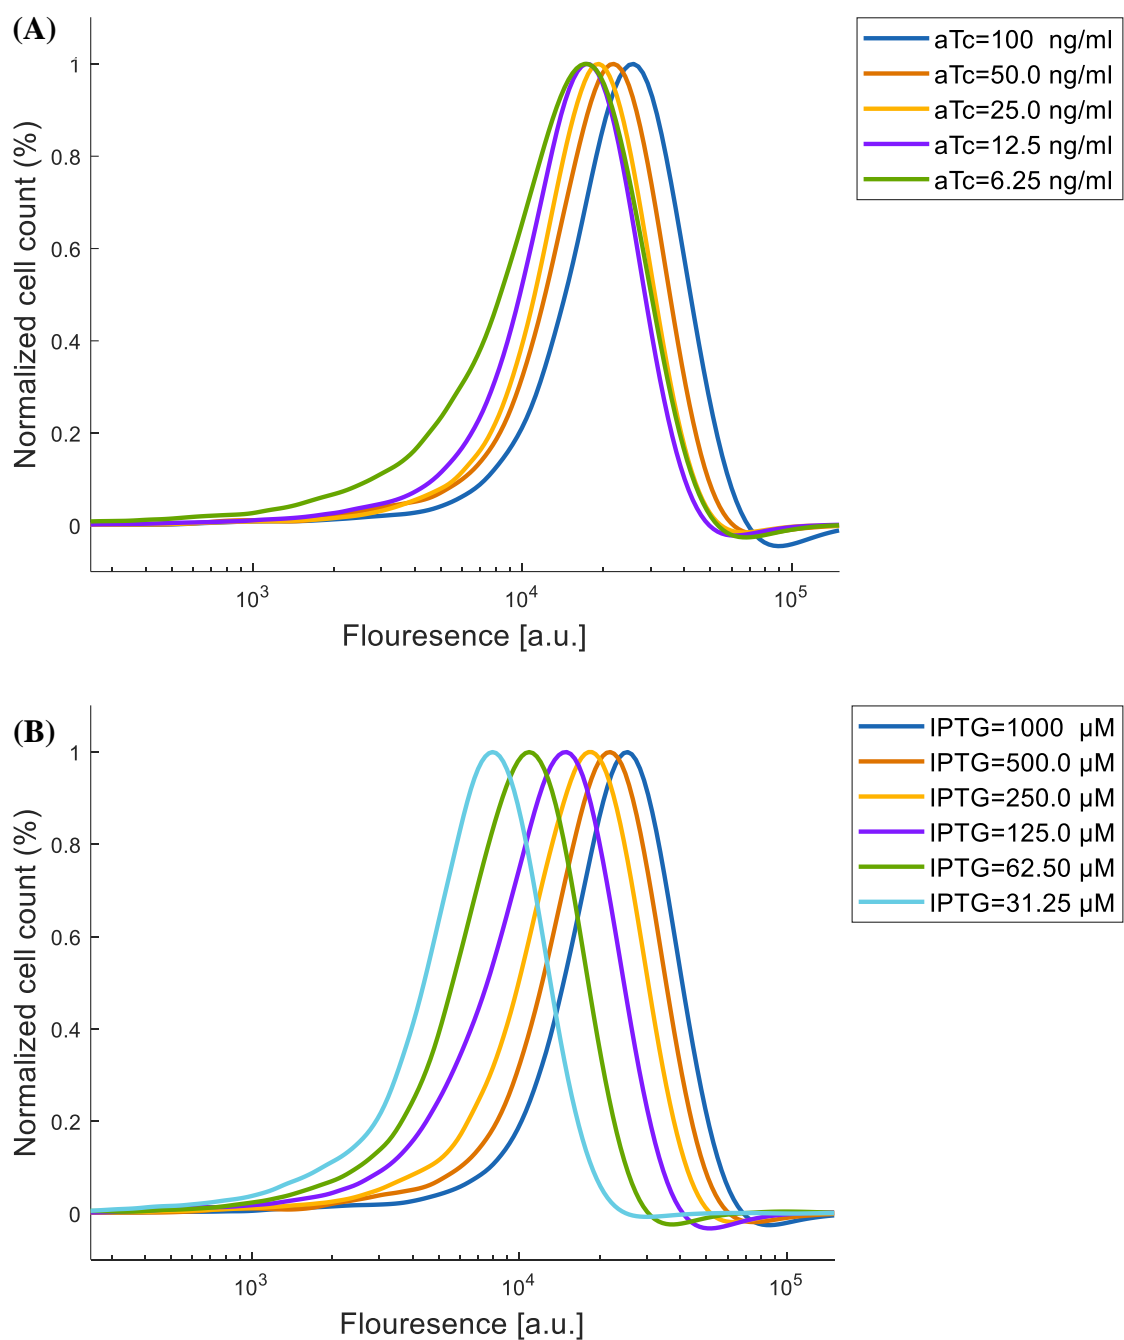 (A)
aTc=100 ng/ml
aTc=50.0 ng/ml
aTc=25.0 ng/ml
aTc=12.5 ng/ml
aTc=6.25 ng/ml
Normalized cell count (%)
1
0.8
0.6
0.4
0.2
0
10³
10⁴
10⁵
Flouresence [a.u.]
(B)
IPTG=1000 µM
IPTG=500.0 µM
IPTG=250.0 µM
IPTG=125.0 µM
IPTG=62.50 µM
IPTG=31.25 µM
Normalized cell count (%)
1
0.8
0.6
0.4
0.2
0
10³
10⁴
10⁵
Flouresence [a.u.]